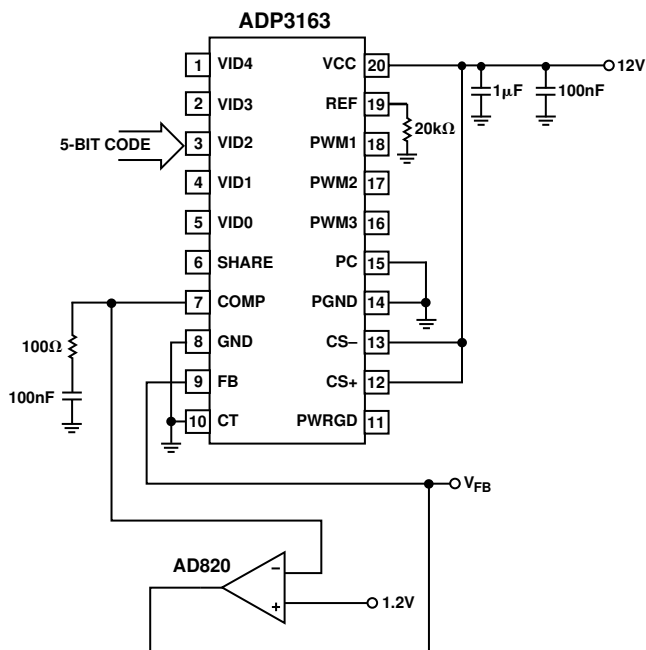 ADP3163
1 VID4 VCC 20 12V
2 VID3 REF 19 1μF 100nF
20kΩ
5-BIT CODE 3 VID2 PWM1 18
4 VID1 PWM2 17
5 VID0 PWM3 16
6 SHARE PC 15
7 COMP PGND 14
100Ω 8 GND CS– 13
100nF 9 FB CS+ 12
10 CT PWRGD 11
VFB
AD820
–
+ 1.2V